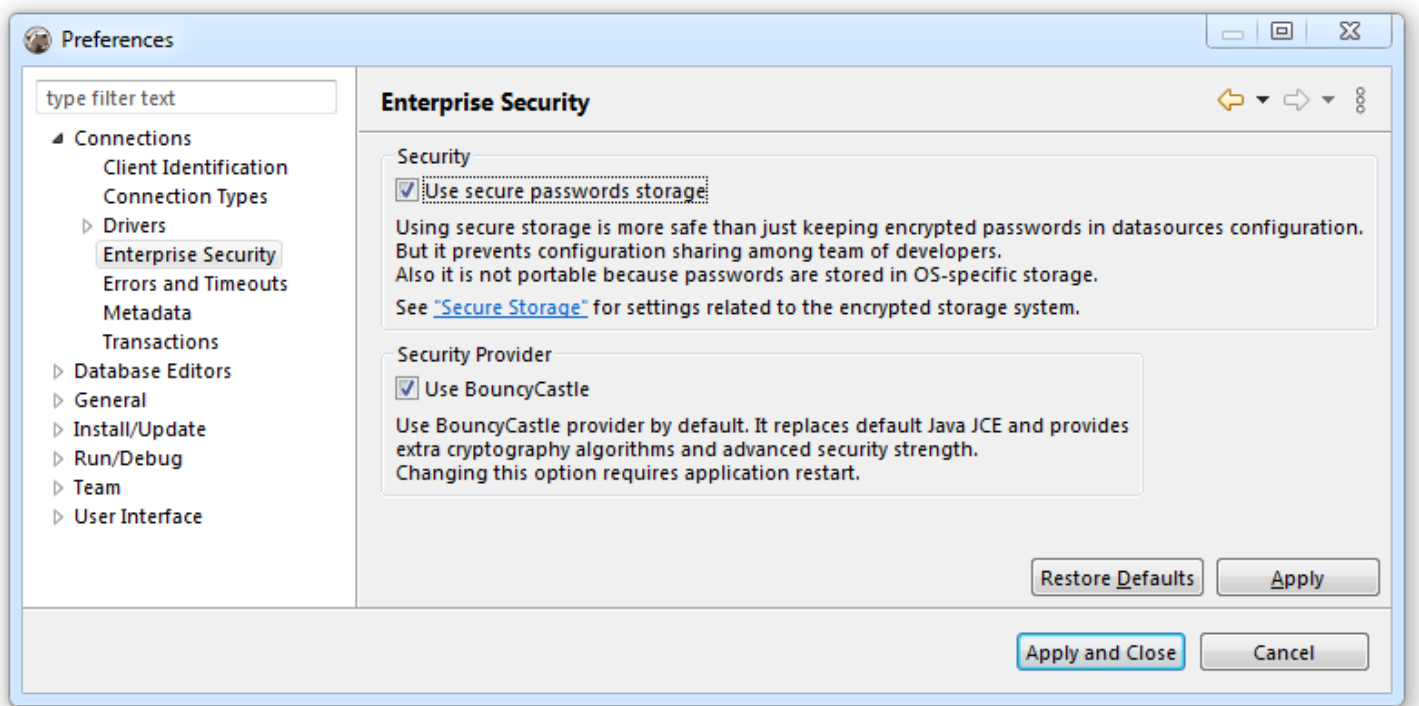 Preferences
type filter text
Connections
Client Identification
Connection Types
Drivers
Enterprise Security
Errors and Timeouts
Metadata
Transactions
Database Editors
General
Install/Update
Run/Debug
Team
User Interface
Enterprise Security
Security
Use secure passwords storage
Using secure storage is more safe than just keeping encrypted passwords in datasources configuration.
But it prevents configuration sharing among team of developers.
Also it is not portable because passwords are stored in OS-specific storage.
See "Secure Storage" for settings related to the encrypted storage system.
Security Provider
Use BouncyCastle
Use BouncyCastle provider by default. It replaces default Java JCE and provides
extra cryptography algorithms and advanced security strength.
Changing this option requires application restart.
Restore Defaults
Apply
Apply and Close
Cancel